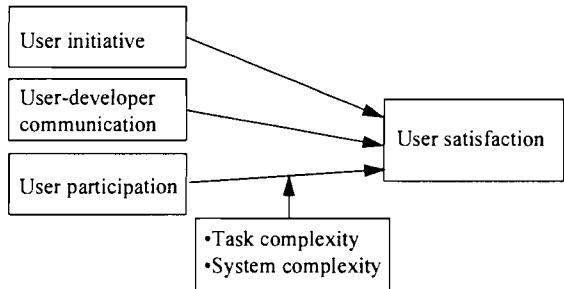 User initiative
User-developer
communication
User participation
User satisfaction
•Task complexity
•System complexity